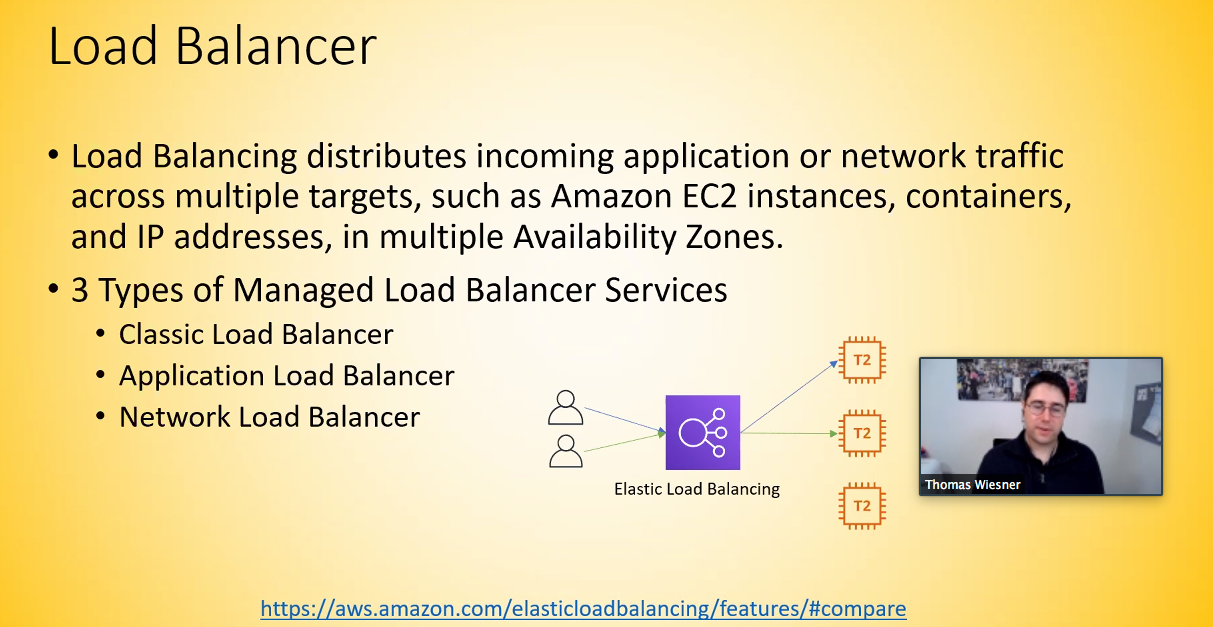 Load Balancer
• Load Balancing distributes incoming application or network traffic
across multiple targets, such as Amazon EC2 instances, containers,
and IP addresses, in multiple Availability Zones.
• 3 Types of Managed Load Balancer Services
• Classic Load Balancer
• Application Load Balancer
• Network Load Balancer
T2
T2
T2
Elastic Load Balancing
Thomas Wiesner
https://aws.amazon.com/elasticloadbalancing/features/#compare